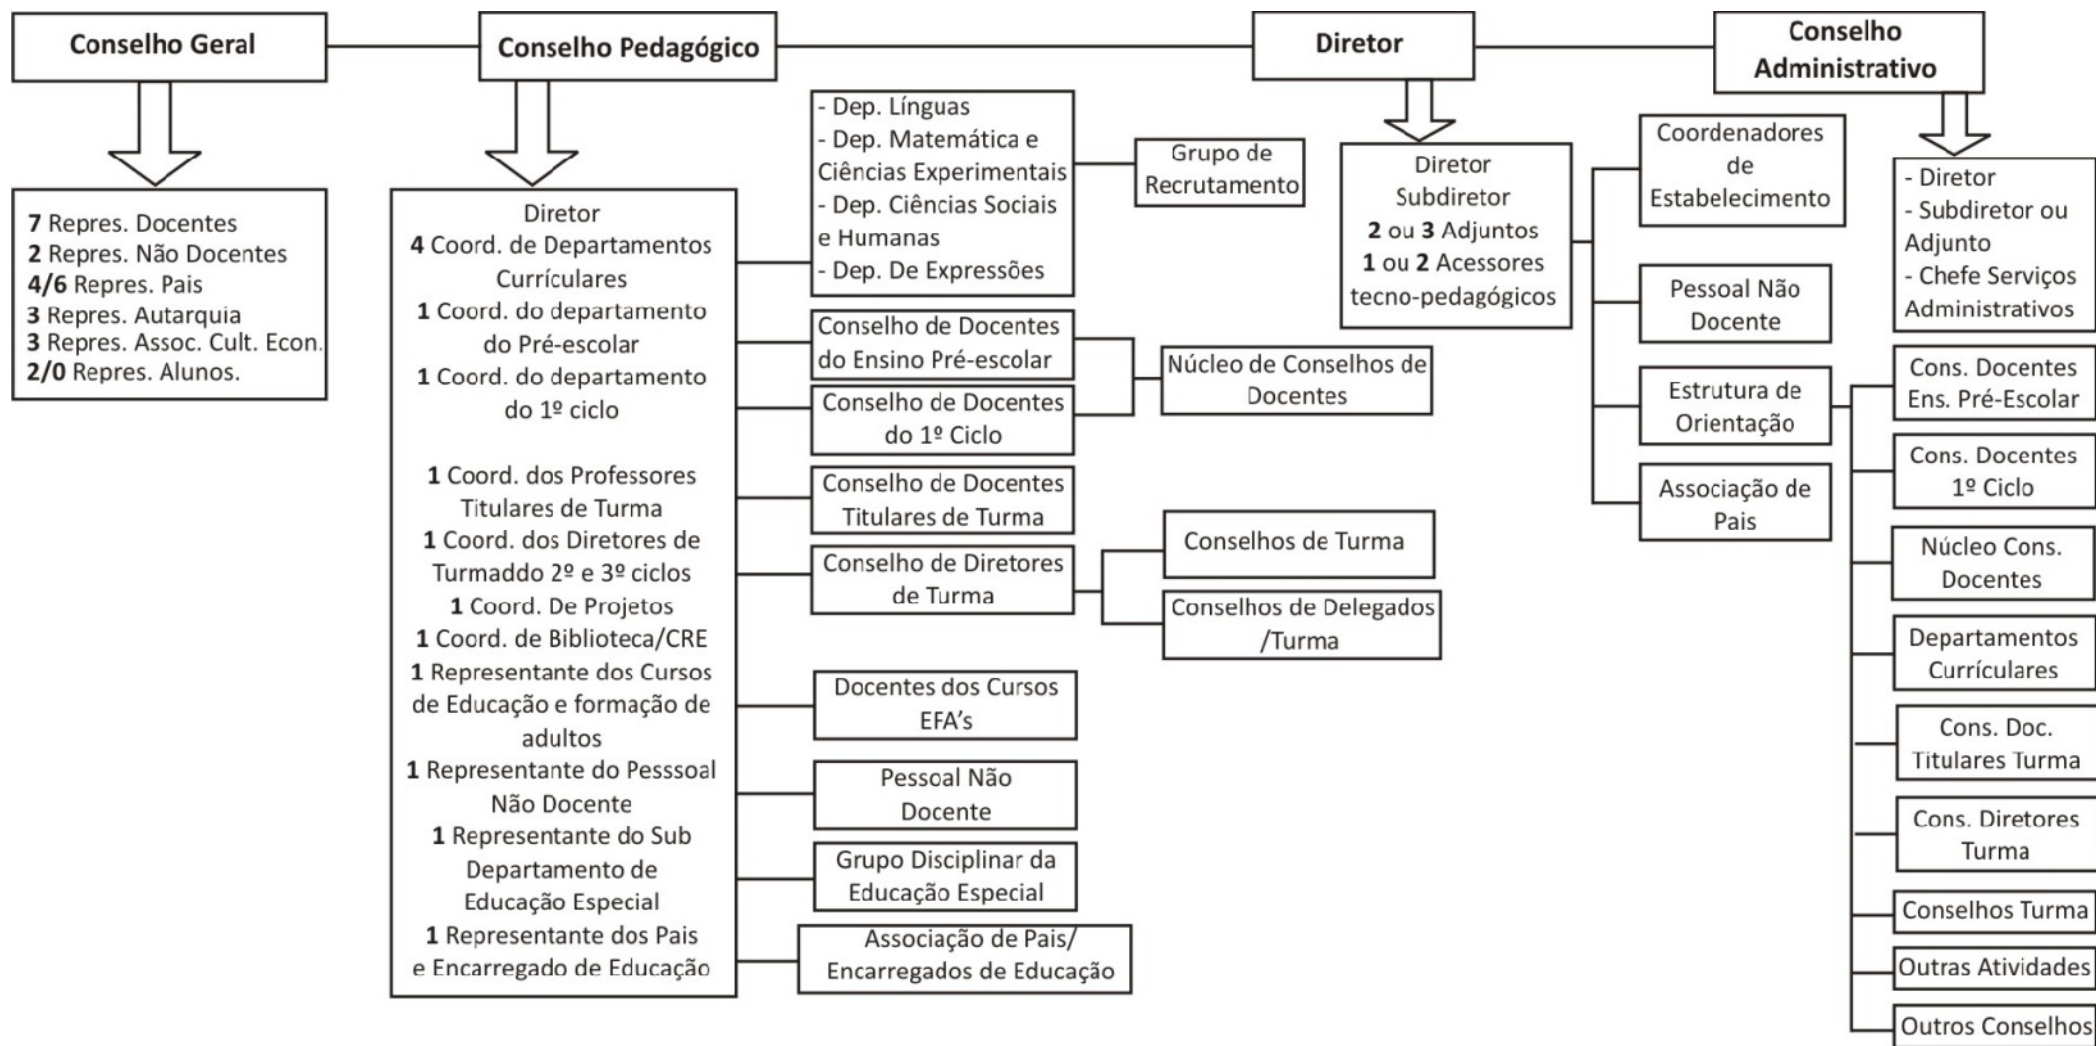 Conselho Geral
7 Repres. Docentes
2 Repres. Não Docentes
4/6 Repres. Pais
3 Repres. Autarquia
3 Repres. Assoc. Cult. Econ.
2/0 Repres. Alunos.
Conselho Pedagógico
Diretor
4 Coord. de Departamentos
Currículares
1 Coord. do departamento
do Pré-escolar
1 Coord. do departamento
do 1º ciclo
1 Coord. dos Professores
Titulares de Turma
1 Coord. dos Diretores de
Turmaddo 2º e 3º ciclos
1 Coord. De Projetos
1 Coord. de Biblioteca/CRE
1 Representante dos Cursos
de Educação e formação de
adultos
1 Representante do Pesssoal
Não Docente
1 Representante do Sub
Departamento de
Educação Especial
1 Representante dos Pais
e Encarregado de Educação
- Dep. Línguas
- Dep. Matemática e
Ciências Experimentais
- Dep. Ciências Sociais
e Humanas
- Dep. De Expressões
Grupo de
Recrutamento
Conselho de Docentes
do Ensino Pré-escolar
Conselho de Docentes
do 1º Ciclo
Núcleo de Conselhos de
Docentes
Conselho de Docentes
Titulares de Turma
Conselho de Diretores
de Turma
Conselhos de Turma
Conselhos de Delegados
/Turma
Docentes dos Cursos
EFA's
Pessoal Não
Docente
Grupo Disciplinar da
Educação Especial
Associação de Pais/
Encarregados de Educação
Diretor
Diretor
Subdiretor
2 ou 3 Adjuntos
1 ou 2 Acessores
tecno-pedagógicos
Coordenadores
de
Estabelecimento
Pessoal Não
Docente
Estrutura de
Orientação
Associação de
Pais
Conselho
Administrativo
- Diretor
- Subdiretor ou
Adjunto
- Chefe Serviços
Administrativos
Cons. Docentes
Ens. Pré-Escolar
Cons. Docentes
1º Ciclo
Núcleo Cons.
Docentes
Departamentos
Currículares
Cons. Doc.
Titulares Turma
Cons. Diretores
Turma
Conselhos Turma
Outras Atividades
Outros Conselhos